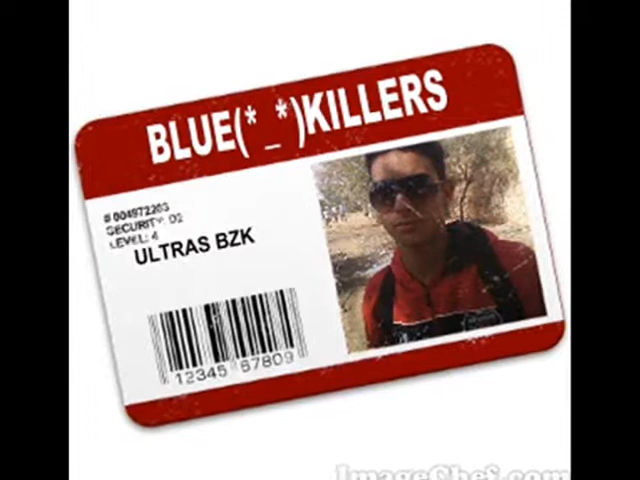 BLUE(*_*)KILLERS
# 004972203
SECURITY: 02
LEVEL: 4
ULTRAS BZK
12345 67809
ImageChef.com